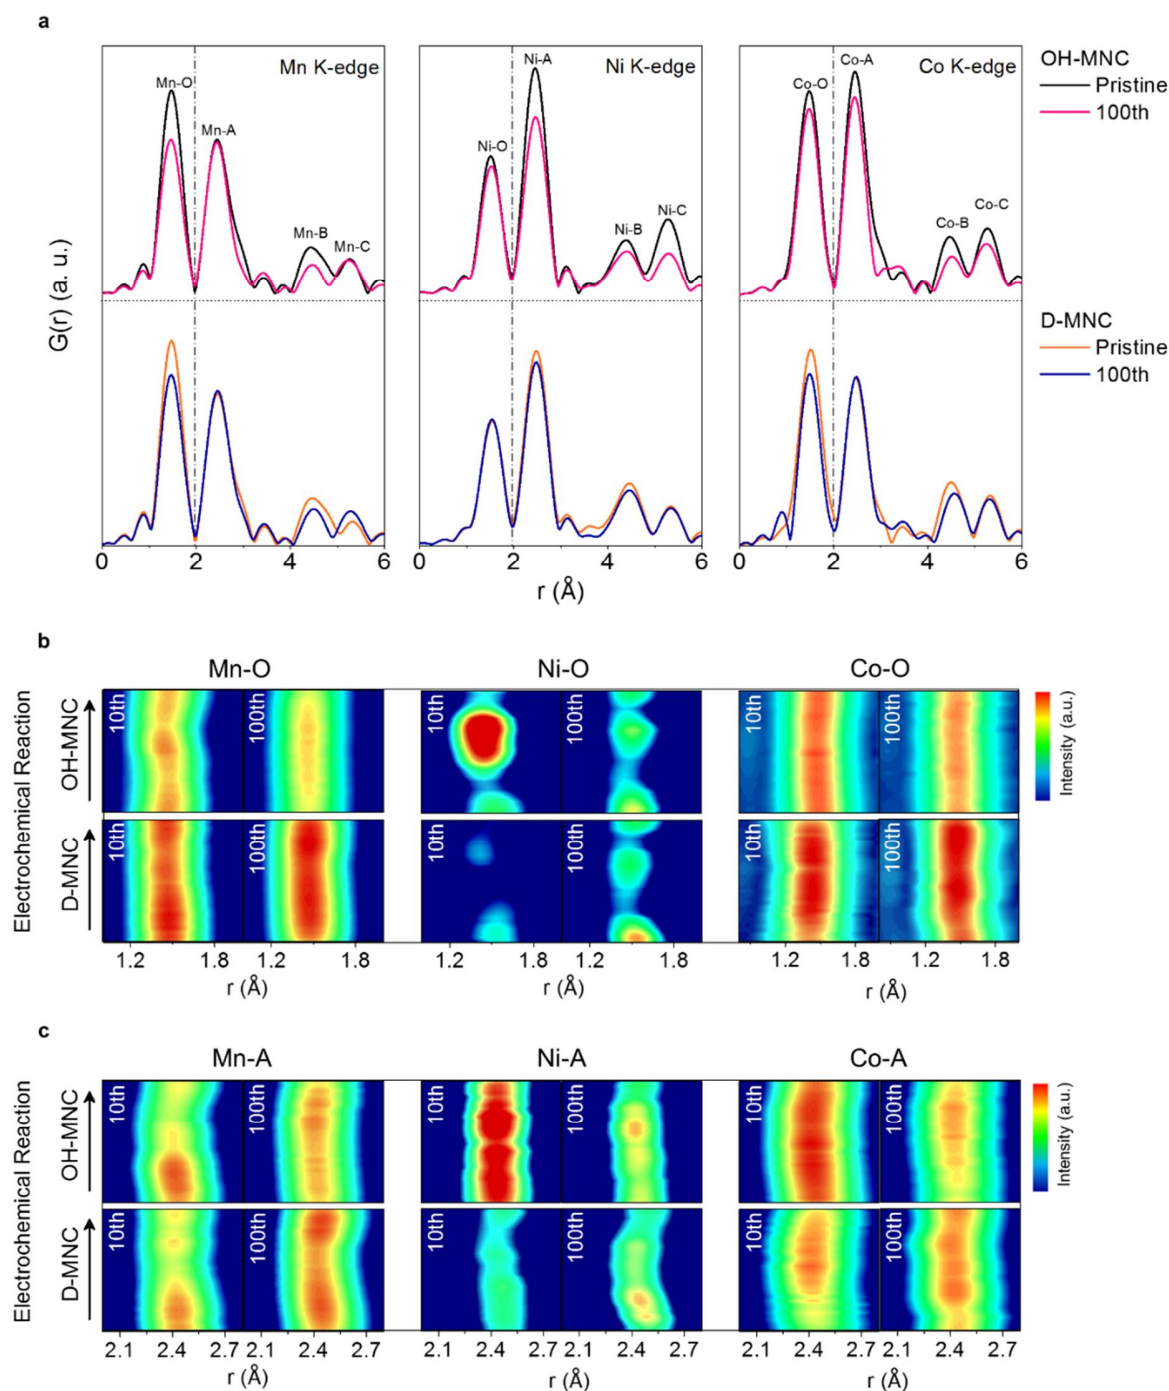 a
Mn K-edge
Mn-O
Mn-A
Mn-B
Mn-C
Ni K-edge
Ni-O
Ni-A
Ni-B
Ni-C
Co K-edge
Co-O
Co-A
Co-B
Co-C
OH-MNC
Pristine
100th
D-MNC
Pristine
100th
G(r) (a. u.)
0 2 4 6
0 2 4 6
0 2 4 6
r (Å)
b
Mn-O Ni-O Co-O
Electrochemical Reaction
OH-MNC
10th 100th 10th 100th 10th 100th
D-MNC
10th 100th 10th 100th 10th 100th
Intensity (a.u.)
1.2 1.8 1.2 1.8
1.2 1.8 1.2 1.8
1.2 1.8 1.2 1.8
r (Å) r (Å) r (Å)
c
Mn-A Ni-A Co-A
Electrochemical Reaction
OH-MNC
10th 100th 10th 100th 10th 100th
D-MNC
10th 100th 10th 100th 10th 100th
Intensity (a.u.)
2.1 2.4 2.7 2.1 2.4 2.7
2.1 2.4 2.7 2.1 2.4 2.7
2.1 2.4 2.7 2.1 2.4 2.7
r (Å) r (Å) r (Å)